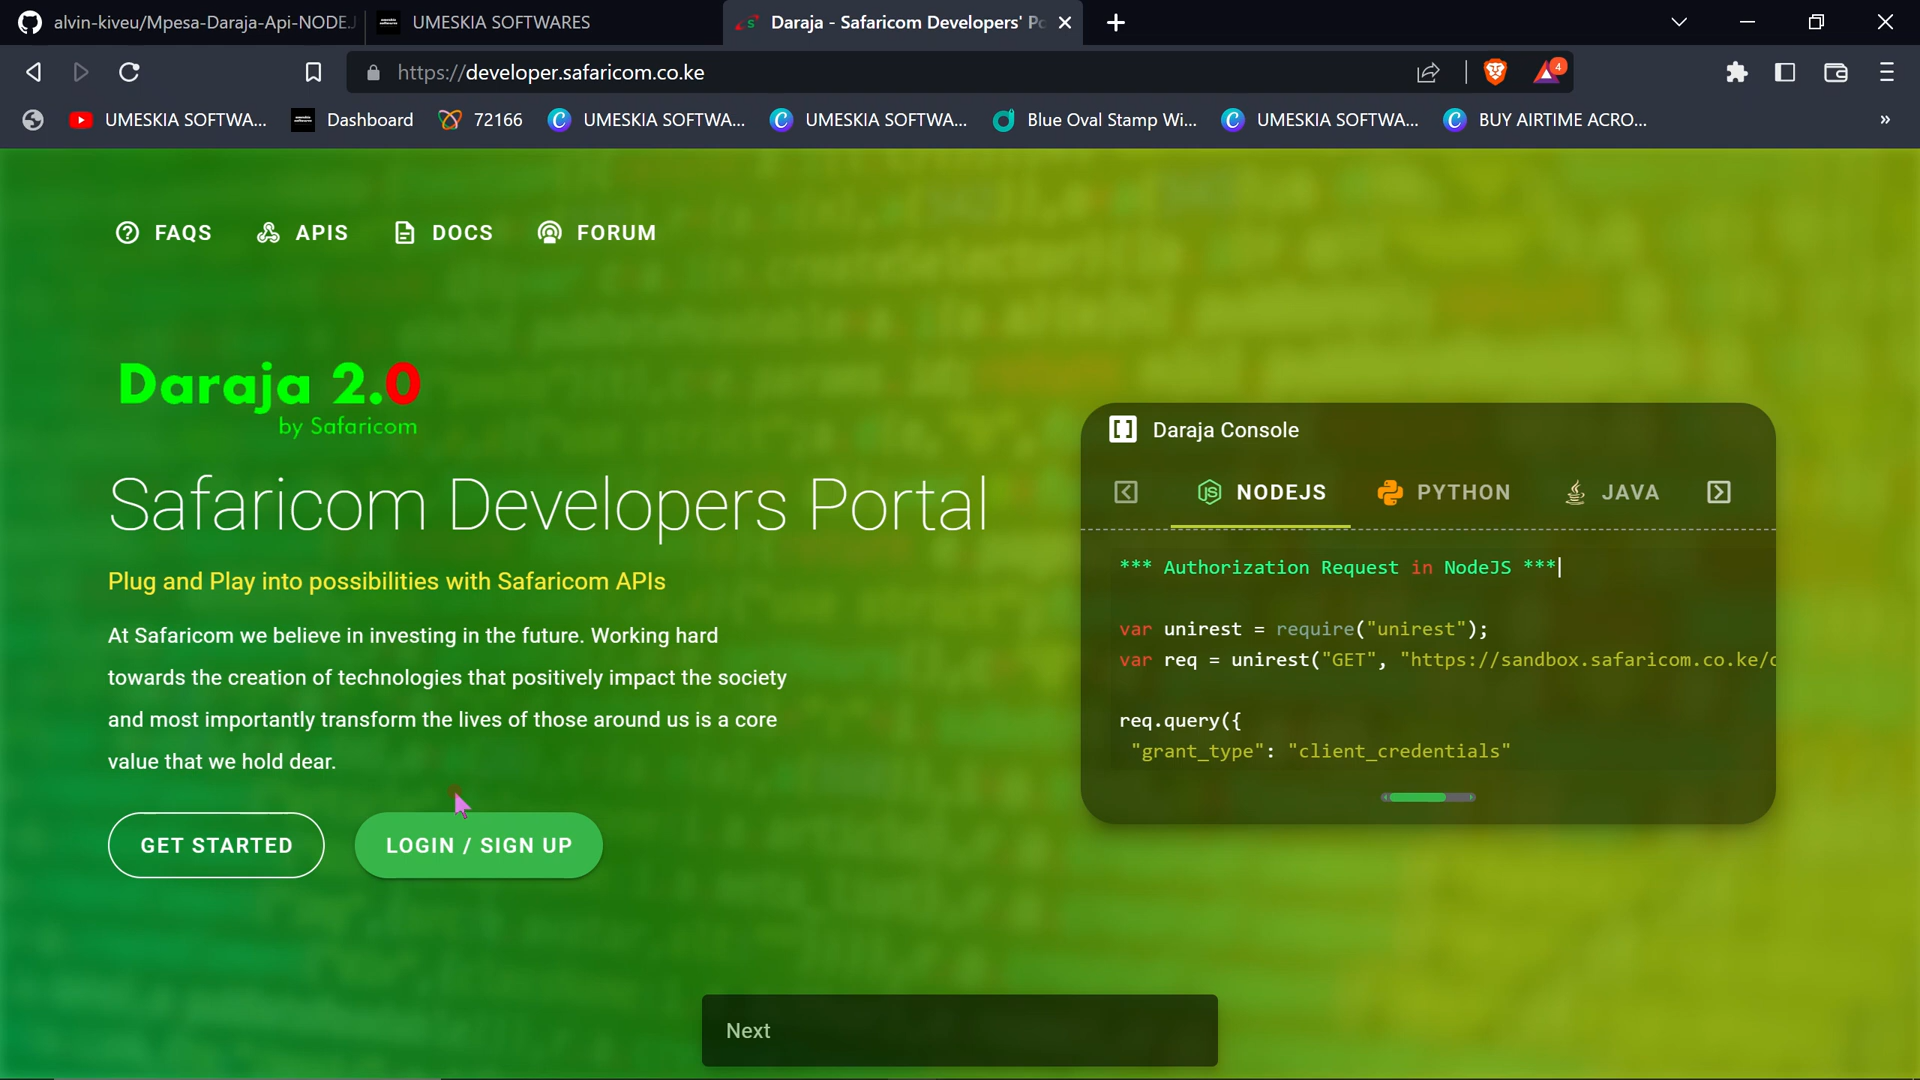 alvin-kiveu/Mpesa-Daraja-Api-NODEJ
UMESKIA SOFTWARES
Daraja - Safaricom Developers' Po
https://developer.safaricom.co.ke
4
UMESKIA SOFTWA...
Dashboard
72166
UMESKIA SOFTWA...
UMESKIA SOFTWA...
Blue Oval Stamp Wi...
UMESKIA SOFTWA...
BUY AIRTIME ACRO...
»
FAQS
APIS
DOCS
FORUM
Daraja 2.0
by Safaricom
Safaricom Developers Portal
Plug and Play into possibilities with Safaricom APIs
At Safaricom we believe in investing in the future. Working hard
towards the creation of technologies that positively impact the society
and most importantly transform the lives of those around us is a core
value that we hold dear.
GET STARTED
LOGIN / SIGN UP
Daraja Console
NODEJS
PYTHON
JAVA
*** Authorization Request in NodeJS ***
var unirest = require("unirest");
var req = unirest("GET", "https://sandbox.safaricom.co.ke/o
req.query({
"grant_type": "client_credentials"
Next